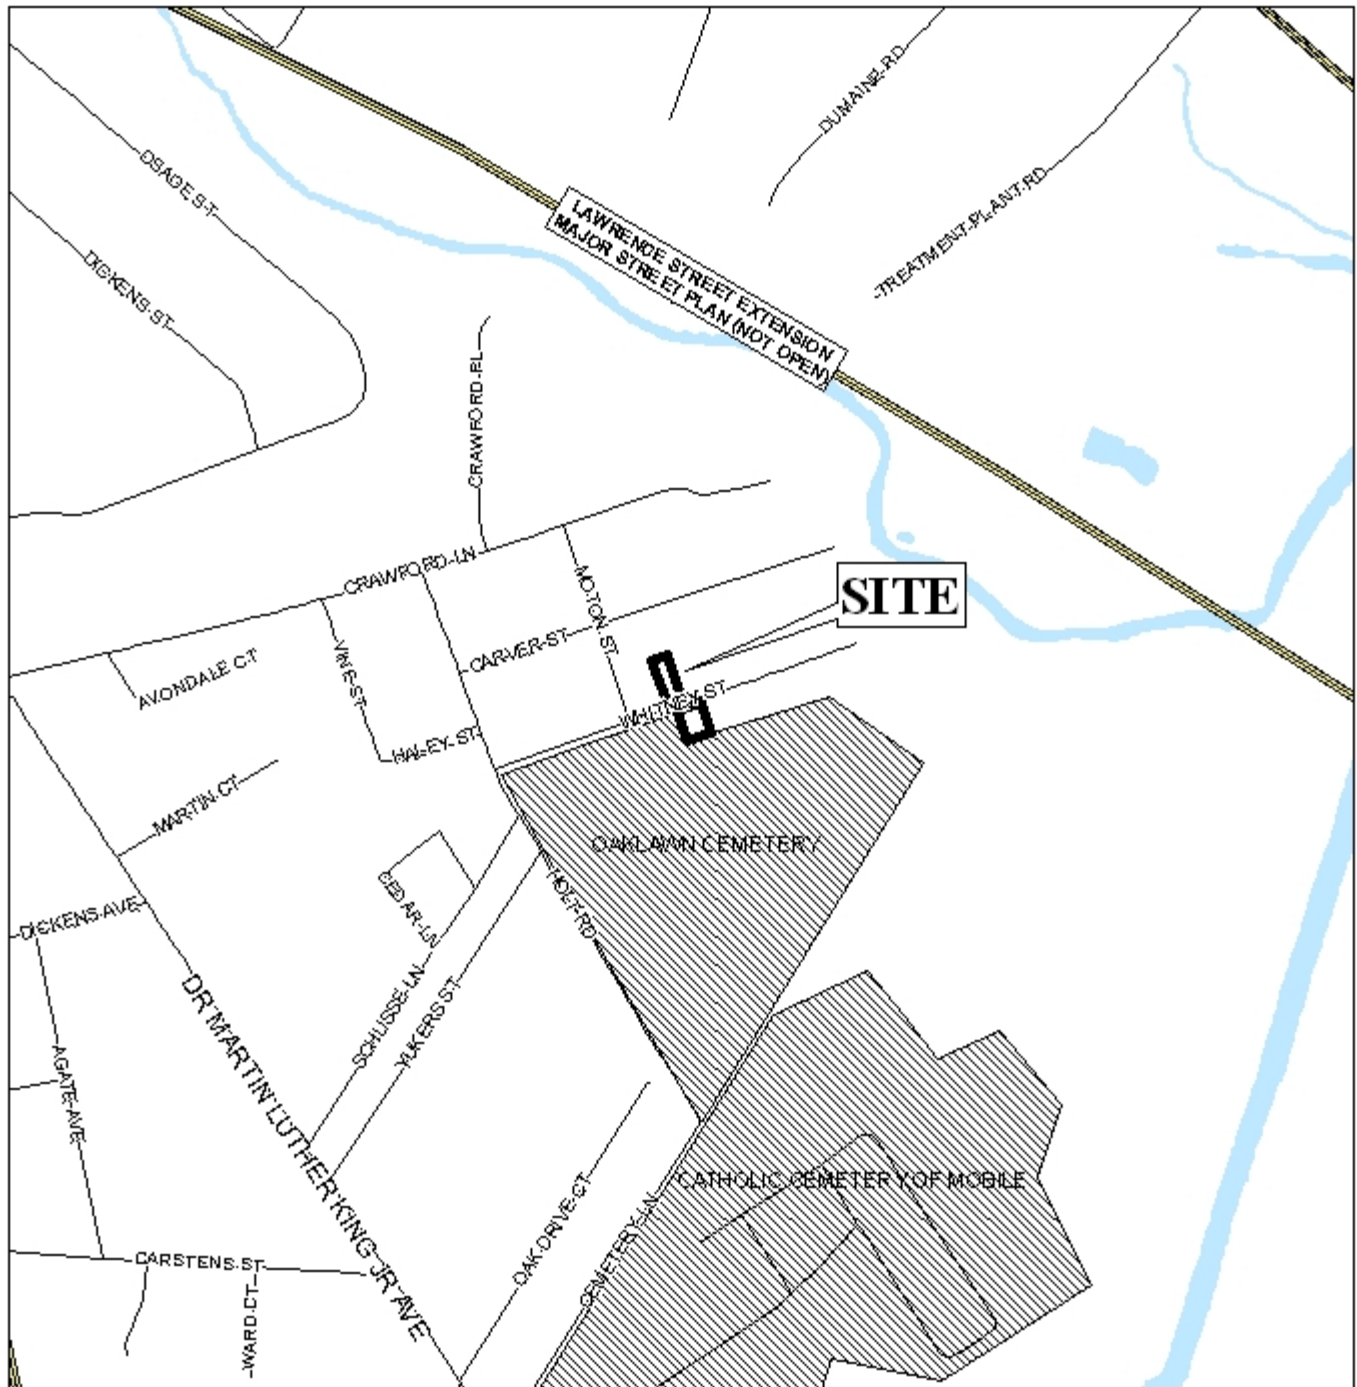 DUMAINE RD
OSAGE ST
TREATMENT PLANT RD
LAWRENCE STREET EXTENSION
MAJOR STREET PLAN (NOT OPEN)
DICKENS ST
CRAWFORD PL
CRAWFORD LN
MOTON ST
SITE
CARVER ST
VINE ST
AVONDALE CT
WHITNEY ST
HALEY ST
MARTIN CT
OAKLAWN CEMETERY
CEDAR LN
HOLT RD
DICKENS AVE
SCHUSSE LN
YUKERS ST
DR MARTIN LUTHER KING JR AVE
AGATE AVE
CATHOLIC CEMETERY OF MOBILE
OAK DRIVE CT
CEMETERY LN
CARSTENS ST
WARD CT